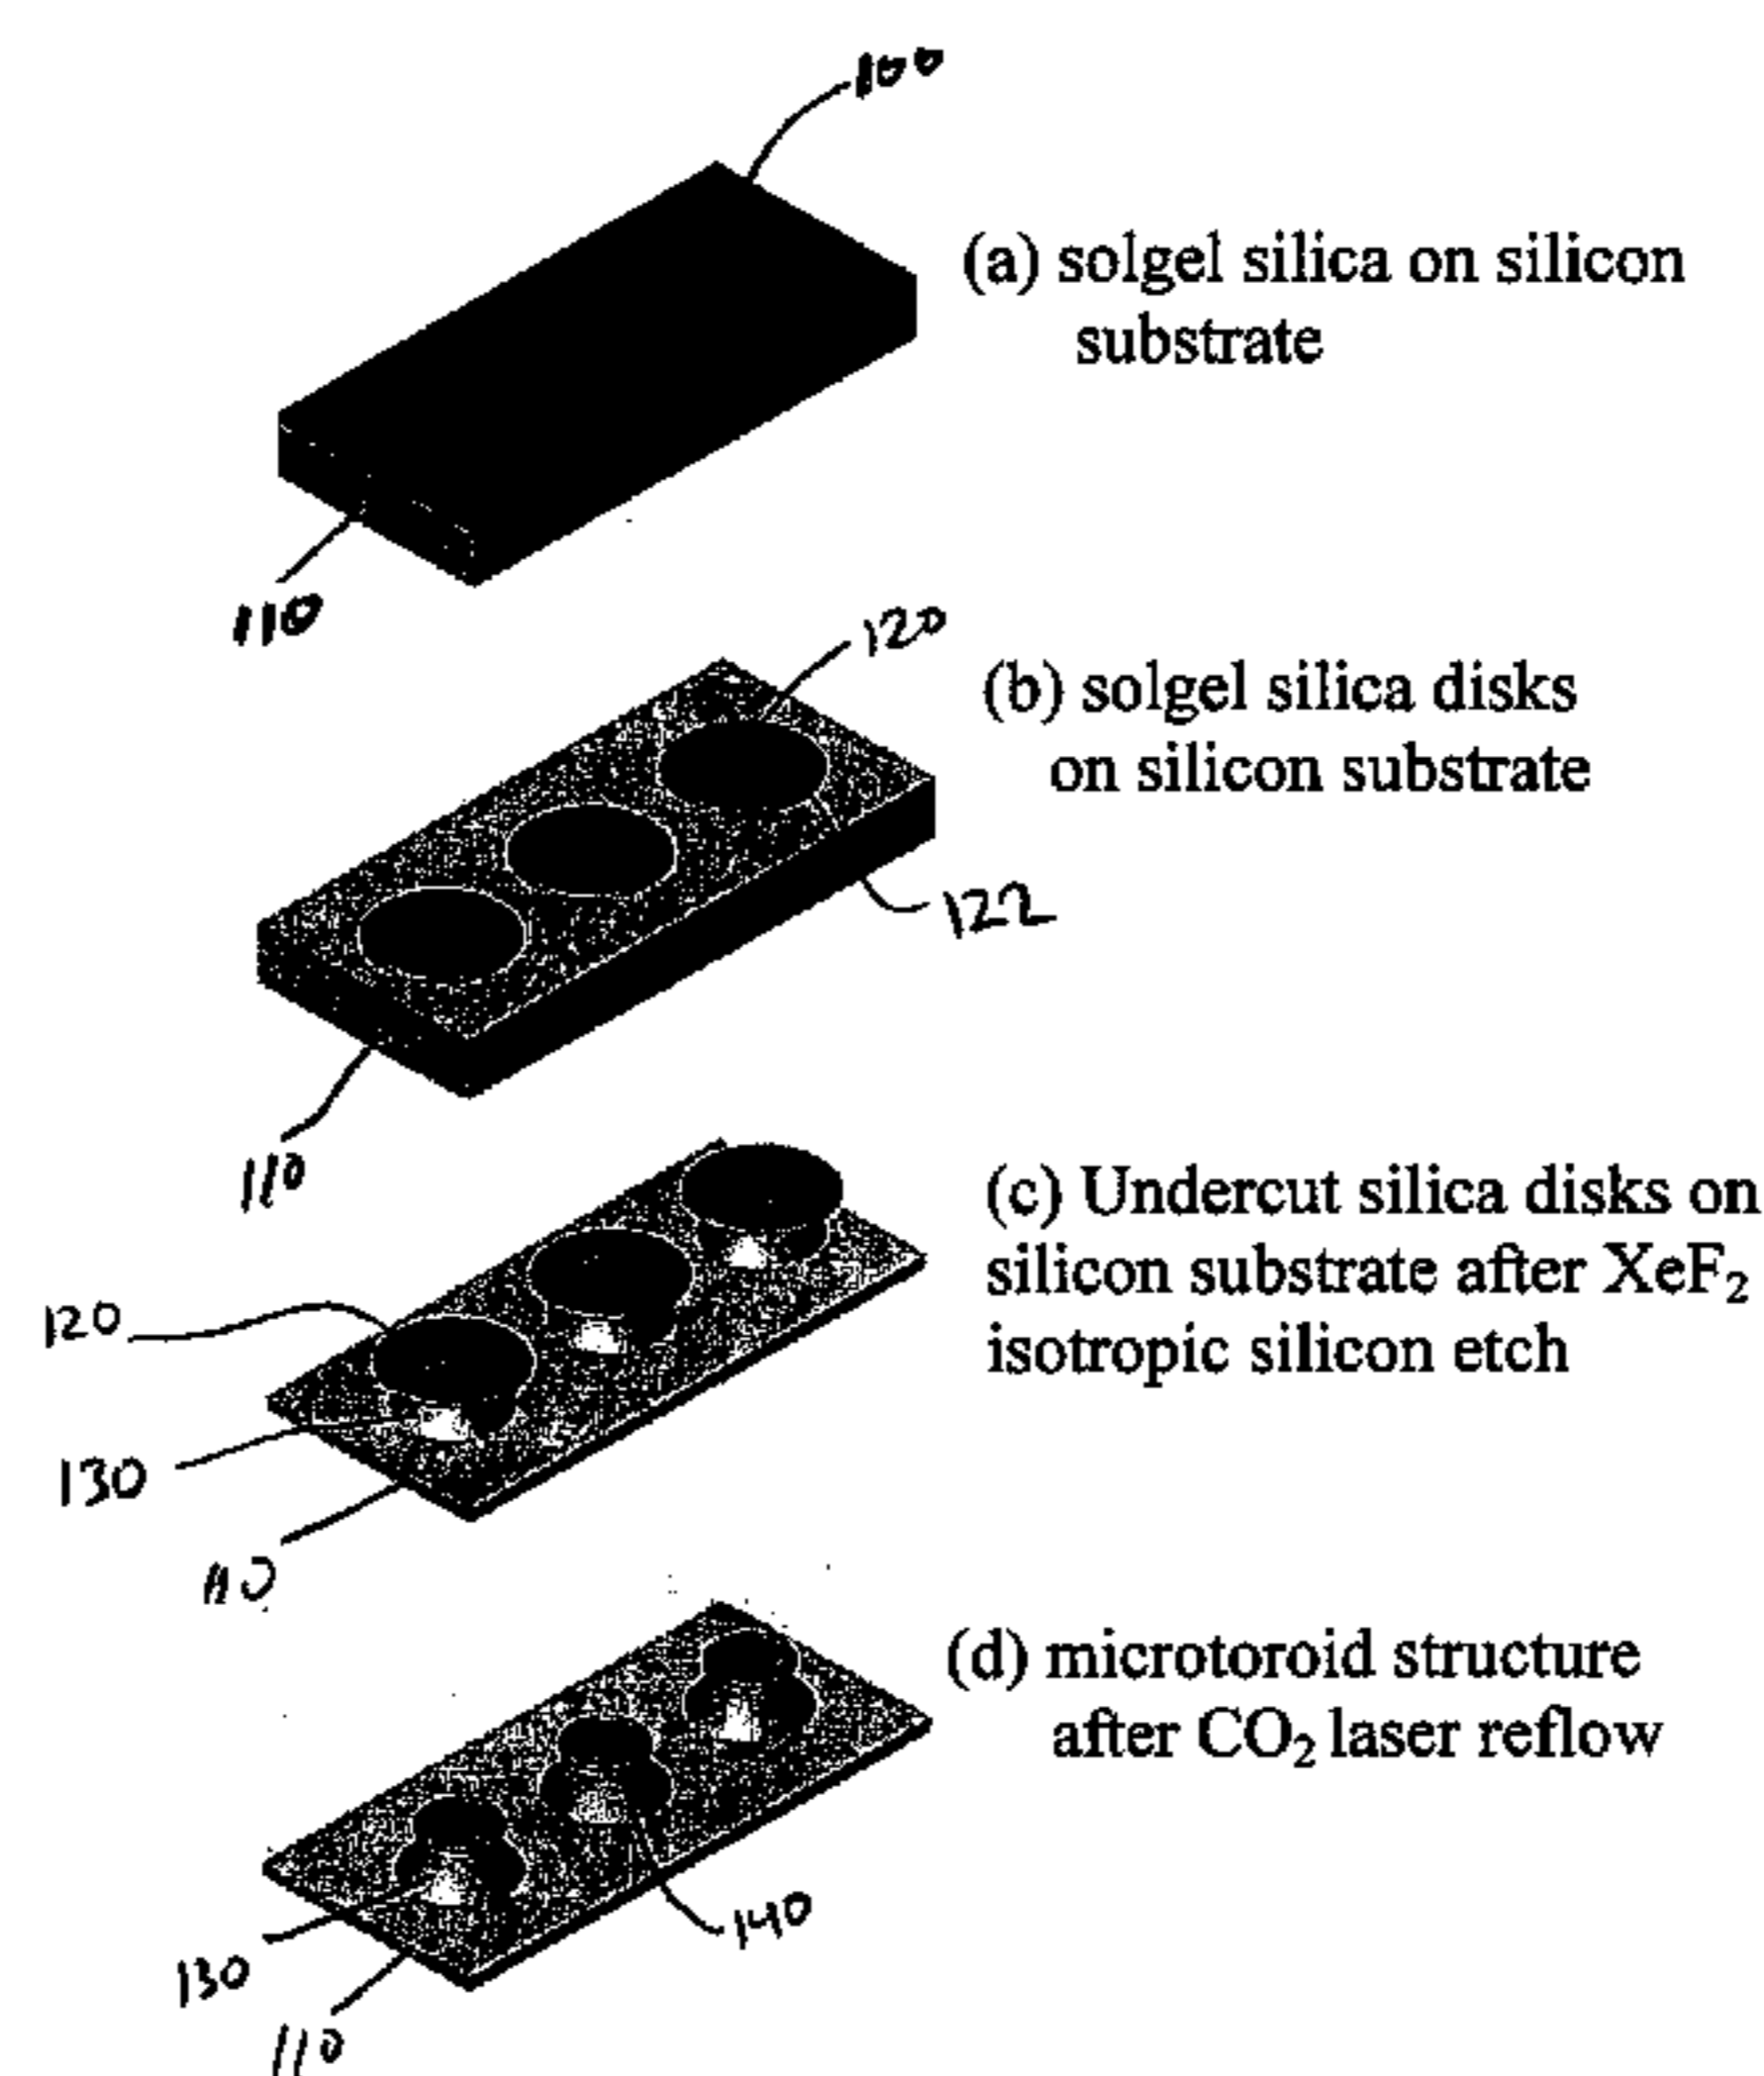 100
(a) solgel silica on silicon
substrate
110
120
(b) solgel silica disks
on silicon substrate
122
110
(c) Undercut silica disks on
silicon substrate after XeF2
isotropic silicon etch
120
130
110
(d) microtoroid structure
after CO2 laser reflow
140
130
110